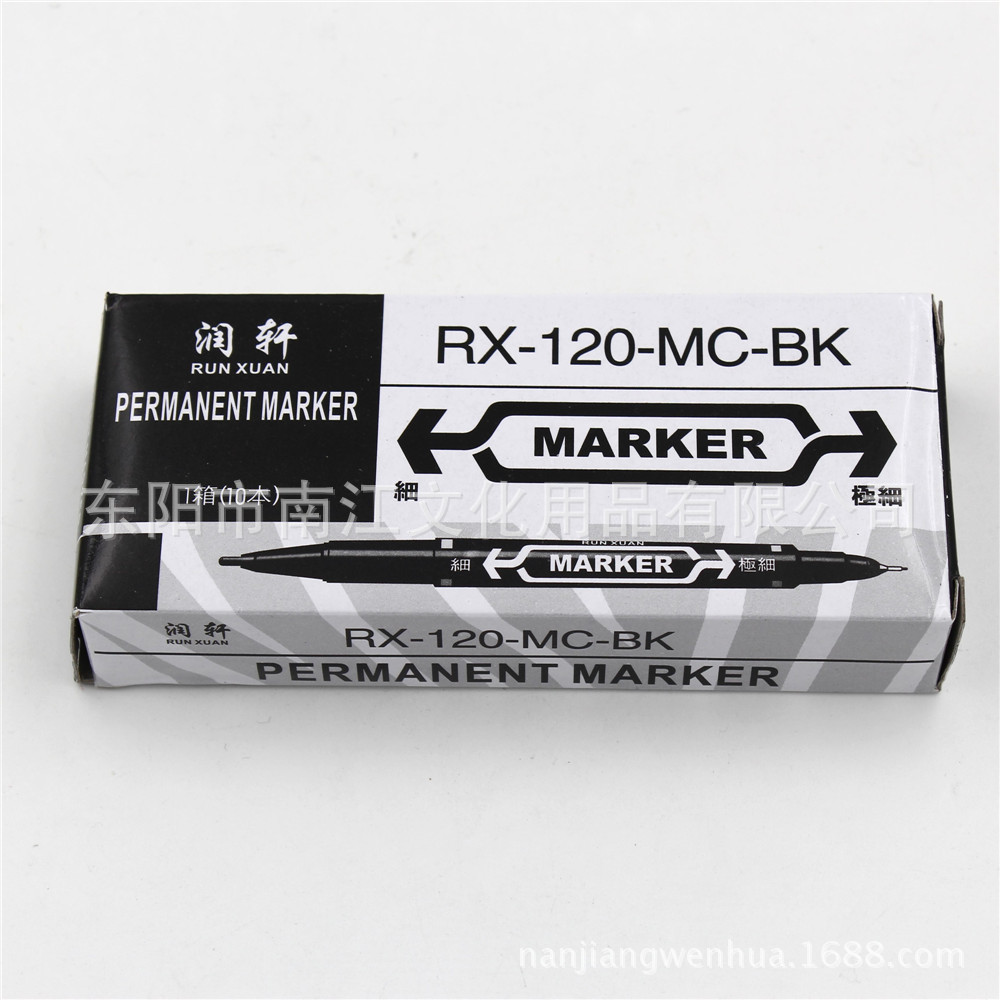 润轩
RUN XUAN
PERMANENT MARKER
1箱(10本)
RX-120-MC-BK
MARKER
細
極細
东阳市南江文化用品有限公司
RUN XUAN
細
MARKER
極細
润轩
RUN XUAN
RX-120-MC-BK
PERMANENT MARKER
nanjiangwenhua.1688.com